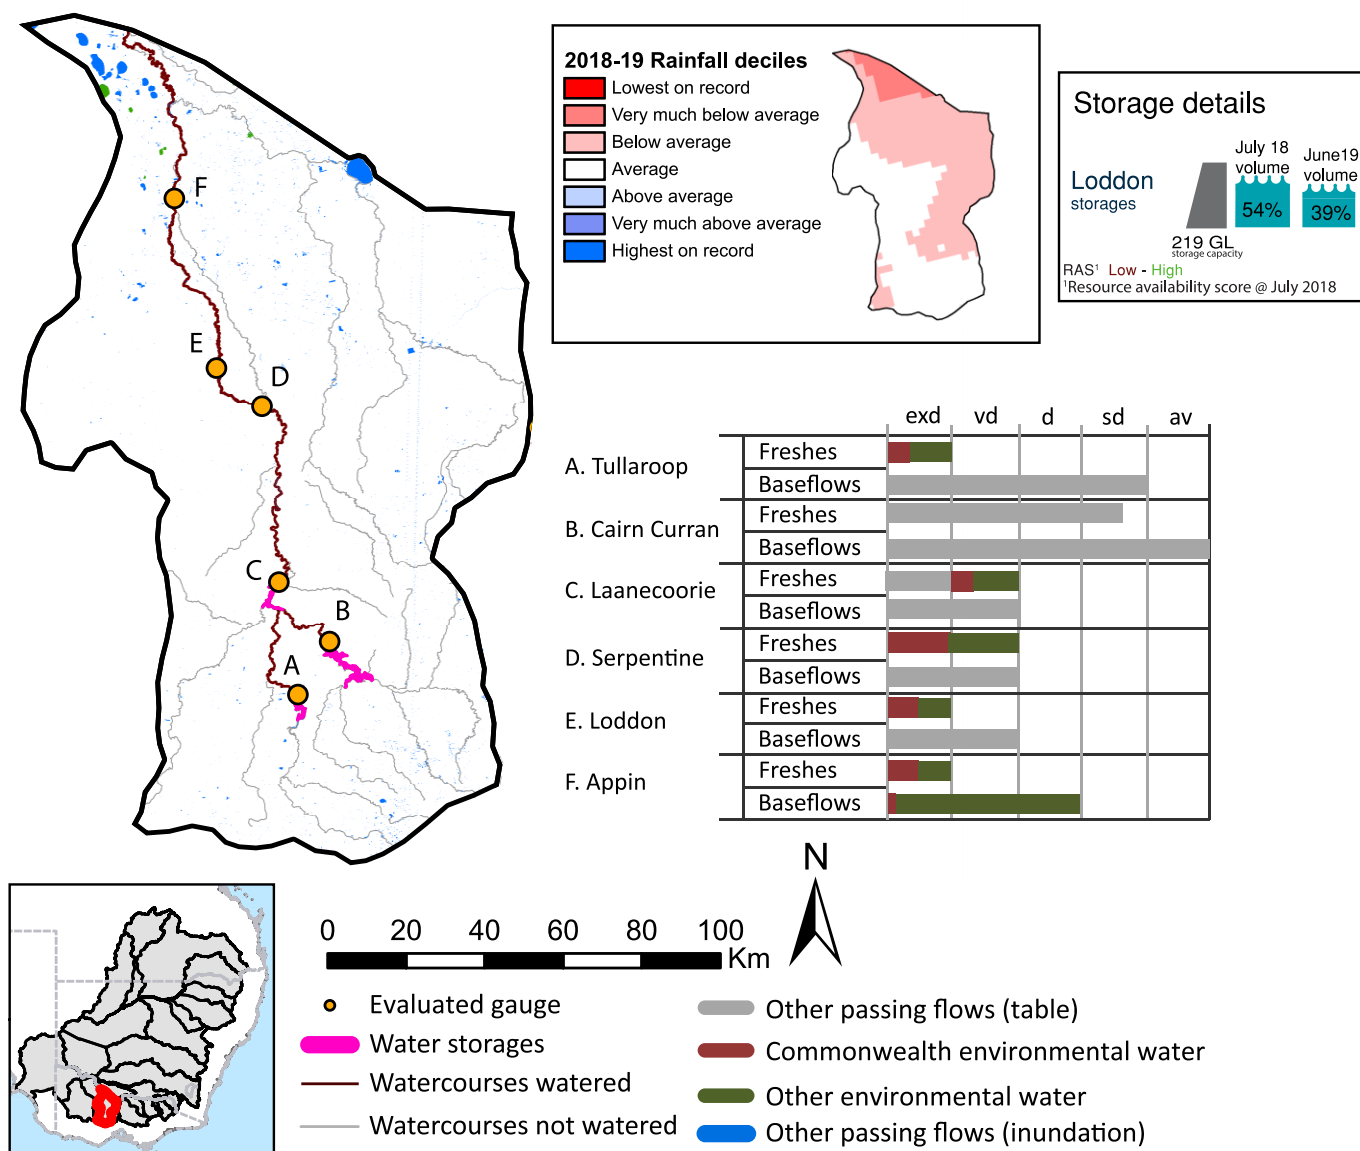 F
E
D
C
B
A
2018-19 Rainfall deciles
Lowest on record
Very much below average
Below average
Average
Above average
Very much above average
Highest on record
Storage details
July 18
volume
June19
volume
Loddon
storages
54%
39%
219 GL
storage capacity
RAS¹ Low - High
¹Resource availability score @ July 2018
exd vd d sd av
A. Tullaroop
Freshes
Baseflows
B. Cairn Curran
Freshes
Baseflows
C. Laanecoorie
Freshes
Baseflows
D. Serpentine
Freshes
Baseflows
E. Loddon
Freshes
Baseflows
F. Appin
Freshes
Baseflows
N
0 20 40 60 80 100
Km
Evaluated gauge
Water storages
Watercourses watered
Watercourses not watered
Other passing flows (table)
Commonwealth environmental water
Other environmental water
Other passing flows (inundation)